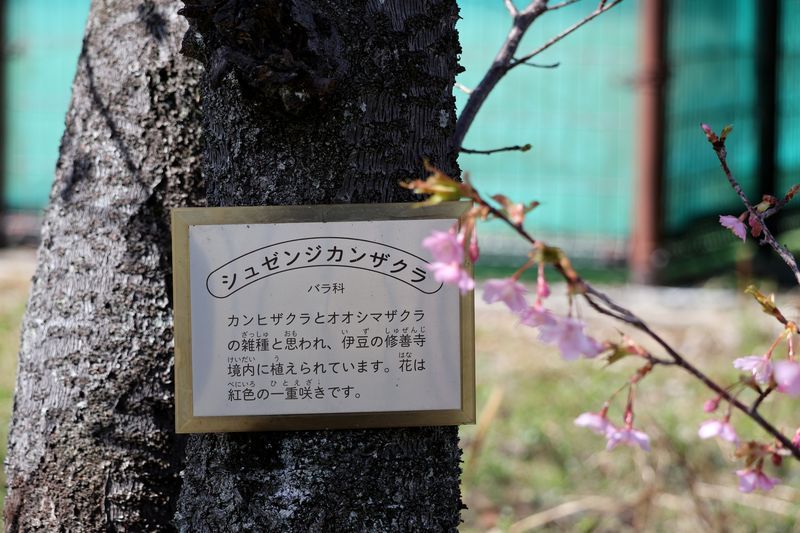 シュゼンジカンザクラ
バラ科
カンヒザクラとオオシマザクラ
の雑種と思われ、伊豆の修善寺
境内に植えられています。花は
紅色の一重咲きです。